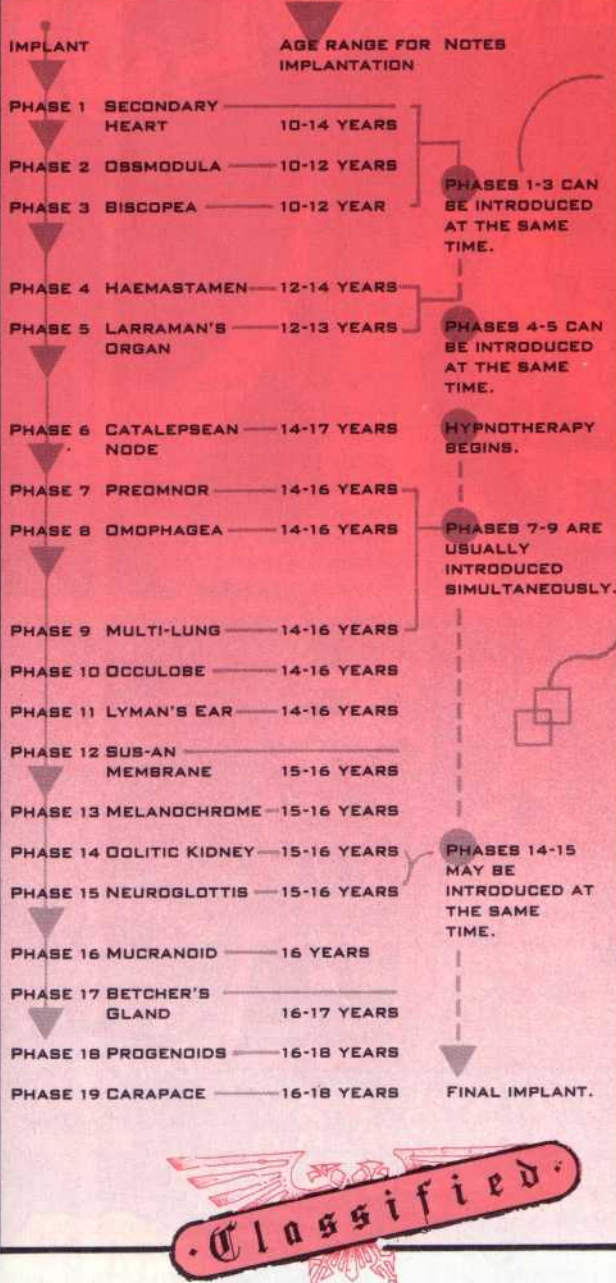 IMPLANT AGE RANGE FOR NOTES
IMPLANTATION
PHASE 1 SECONDARY
HEART 10-14 YEARS
PHASE 2 OSSMODULA 10-12 YEARS
PHASE 3 BISCOPEA 10-12 YEAR
PHASES 1-3 CAN
BE INTRODUCED
AT THE SAME
TIME.
PHASE 4 HAEMASTAMEN 12-14 YEARS
PHASE 5 LARRAMAN'S 12-13 YEARS
ORGAN
PHASES 4-5 CAN
BE INTRODUCED
AT THE SAME
TIME.
PHASE 6 CATALEPSEAN 14-17 YEARS
NODE
HYPNOTHERAPY
BEGINS.
PHASE 7 PREOMNOR 14-16 YEARS
PHASE 8 OMOPHAGEA 14-16 YEARS
PHASES 7-9 ARE
USUALLY
INTRODUCED
SIMULTANEOUSLY.
PHASE 9 MULTI-LUNG 14-16 YEARS
PHASE 10 OCCULOBE 14-16 YEARS
PHASE 11 LYMAN'S EAR 14-16 YEARS
PHASE 12 SUS-AN
MEMBRANE 15-16 YEARS
PHASE 13 MELANOCHROME 15-16 YEARS
PHASE 14 OOLITIC KIDNEY 15-16 YEARS
PHASE 15 NEUROGLOTTIS 15-16 YEARS
PHASES 14-15
MAY BE
INTRODUCED AT
THE SAME
TIME.
PHASE 16 MUCRANOID 16 YEARS
PHASE 17 BETCHER'S
GLAND 16-17 YEARS
PHASE 18 PROGENOIDS 16-18 YEARS
PHASE 19 CARAPACE 16-18 YEARS
FINAL IMPLANT.
·Classified·